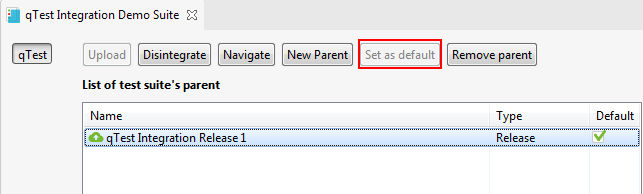 qTest Integration Demo Suite
qTest Upload Disintegrate Navigate New Parent Set as default Remove parent
List of test suite's parent
Name Type Default
qTest Integration Release 1 Release